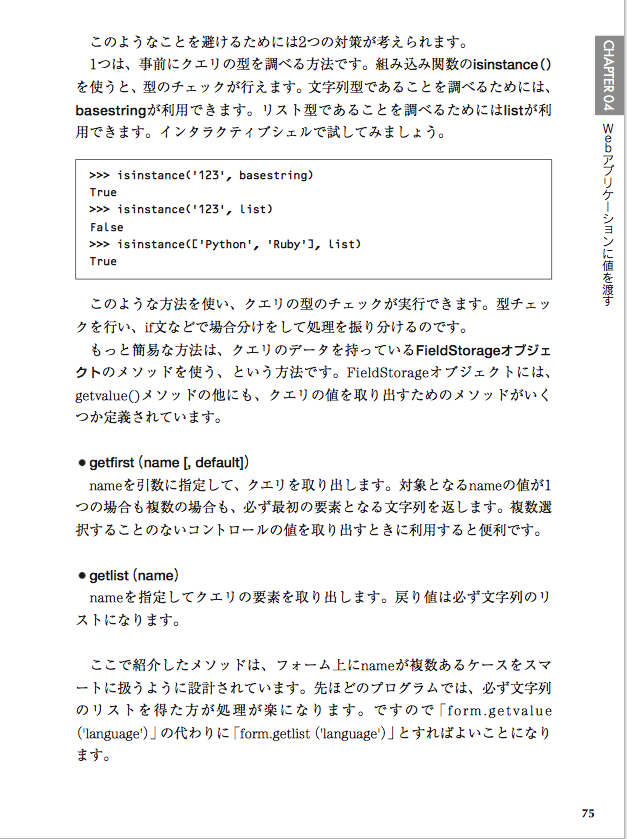 このようなことを避けるためには2つの対策が考えられます。
1つは、事前にクエリの型を調べる方法です。組み込み関数のisinstance()
を使うと、型のチェックが行えます。文字列型であることを調べるためには、
basestringが利用できます。リスト型であることを調べるためにはlistが利
用できます。インタラクティブシェルで試してみましょう。
>>> isinstance('123', basestring)
True
>>> isinstance('123', list)
False
>>> isinstance(['Python', 'Ruby'], list)
True
このような方法を使い、クエリの型のチェックが実行できます。型チェッ
クを行い、if文などで場合分けをして処理を振り分けるのです。
もっと簡易な方法は、クエリのデータを持っているFieldStorageオブジェ
クトのメソッドを使う、という方法です。FieldStorageオブジェクトには、
getvalue()メソッドの他にも、クエリの値を取り出すためのメソッドがいく
つか定義されています。
●getfirst (name [, default])
nameを引数に指定して、クエリを取り出します。対象となるnameの値が1
つの場合も複数の場合も、必ず最初の要素となる文字列を返します。複数選
択することのないコントロールの値を取り出すときに利用すると便利です。
●getlist (name)
nameを指定してクエリの要素を取り出します。戻り値は必ず文字列のリ
ストになります。
ここで紹介したメソッドは、フォーム上にnameが複数あるケースをスマ
ートに扱うように設計されています。先ほどのプログラムでは、必ず文字列
のリストを得た方が処理が楽になります。ですので「form.getvalue
('language')」の代わりに「form.getlist ('language')」とすればよいことになり
ます。
CHAPTER 04
Webアプリケーションに値を渡す
75